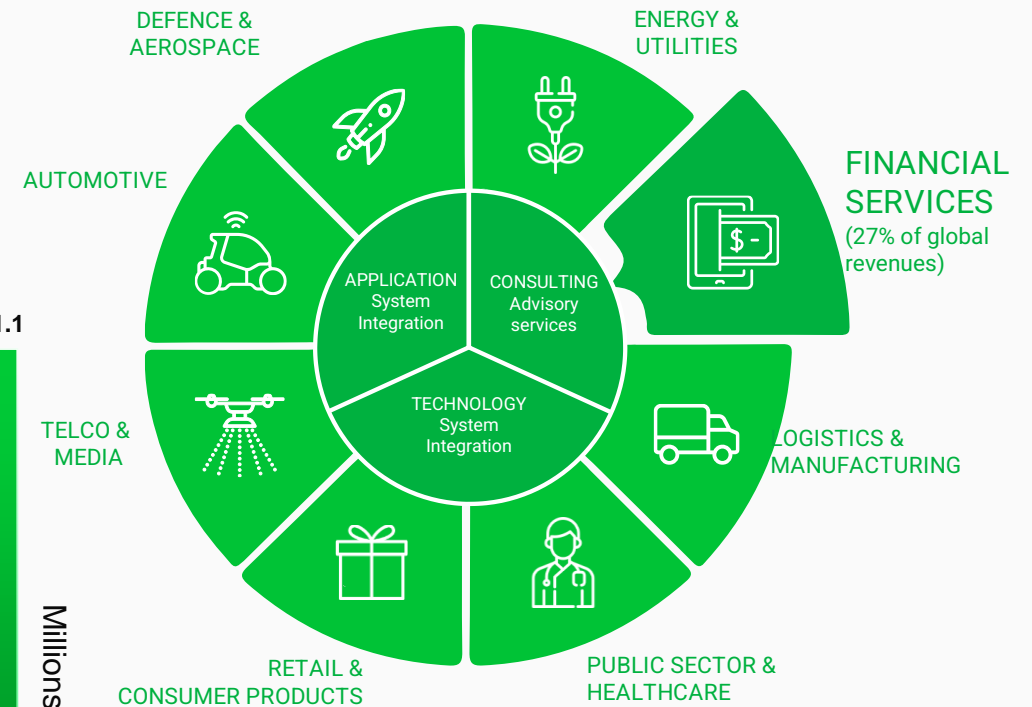 DEFENCE &
AEROSPACE
ENERGY &
UTILITIES
AUTOMOTIVE
FINANCIAL
SERVICES
(27% of global
revenues)
$ -
APPLICATION
System
Integration
CONSULTING
Advisory
services
TECHNOLOGY
System
Integration
.1
TELCO &
MEDIA
LOGISTICS &
MANUFACTURING
Millions
RETAIL &
CONSUMER PRODUCTS
PUBLIC SECTOR &
HEALTHCARE